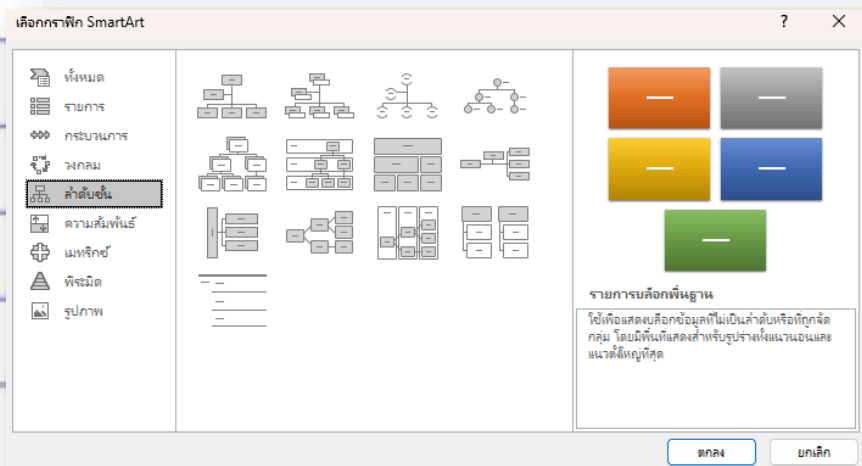 เลือกกราฟิก SmartArt
ทั้งหมด
รายการ
กระบวนการ
วงกลม
ลำดับชั้น
ความสัมพันธ์
เมทริกซ์
พีระมิด
รูปภาพ
รายการบล็อกพื้นฐาน
ใช้เพื่อแสดงบล็อกข้อมูลที่ไม่เป็นลำดับหรือที่ถูกจัด
กลุ่ม โดยมีพื้นที่แสดงสำหรับรูปร่างทั้งแนวนอนและ
แนวตั้งใหญ่ที่สุด
ตกลง
ยกเลิก